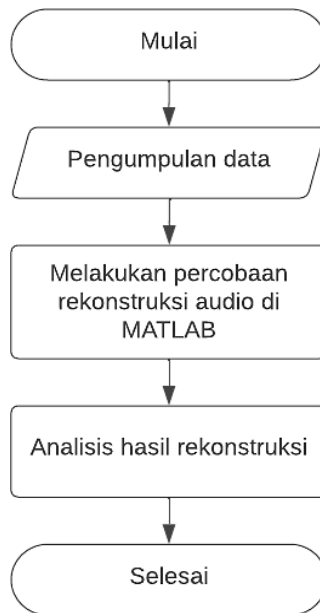 Mulai
Pengumpulan data
Melakukan percobaan
rekonstruksi audio di
MATLAB
Analisis hasil rekonstruksi
Selesai